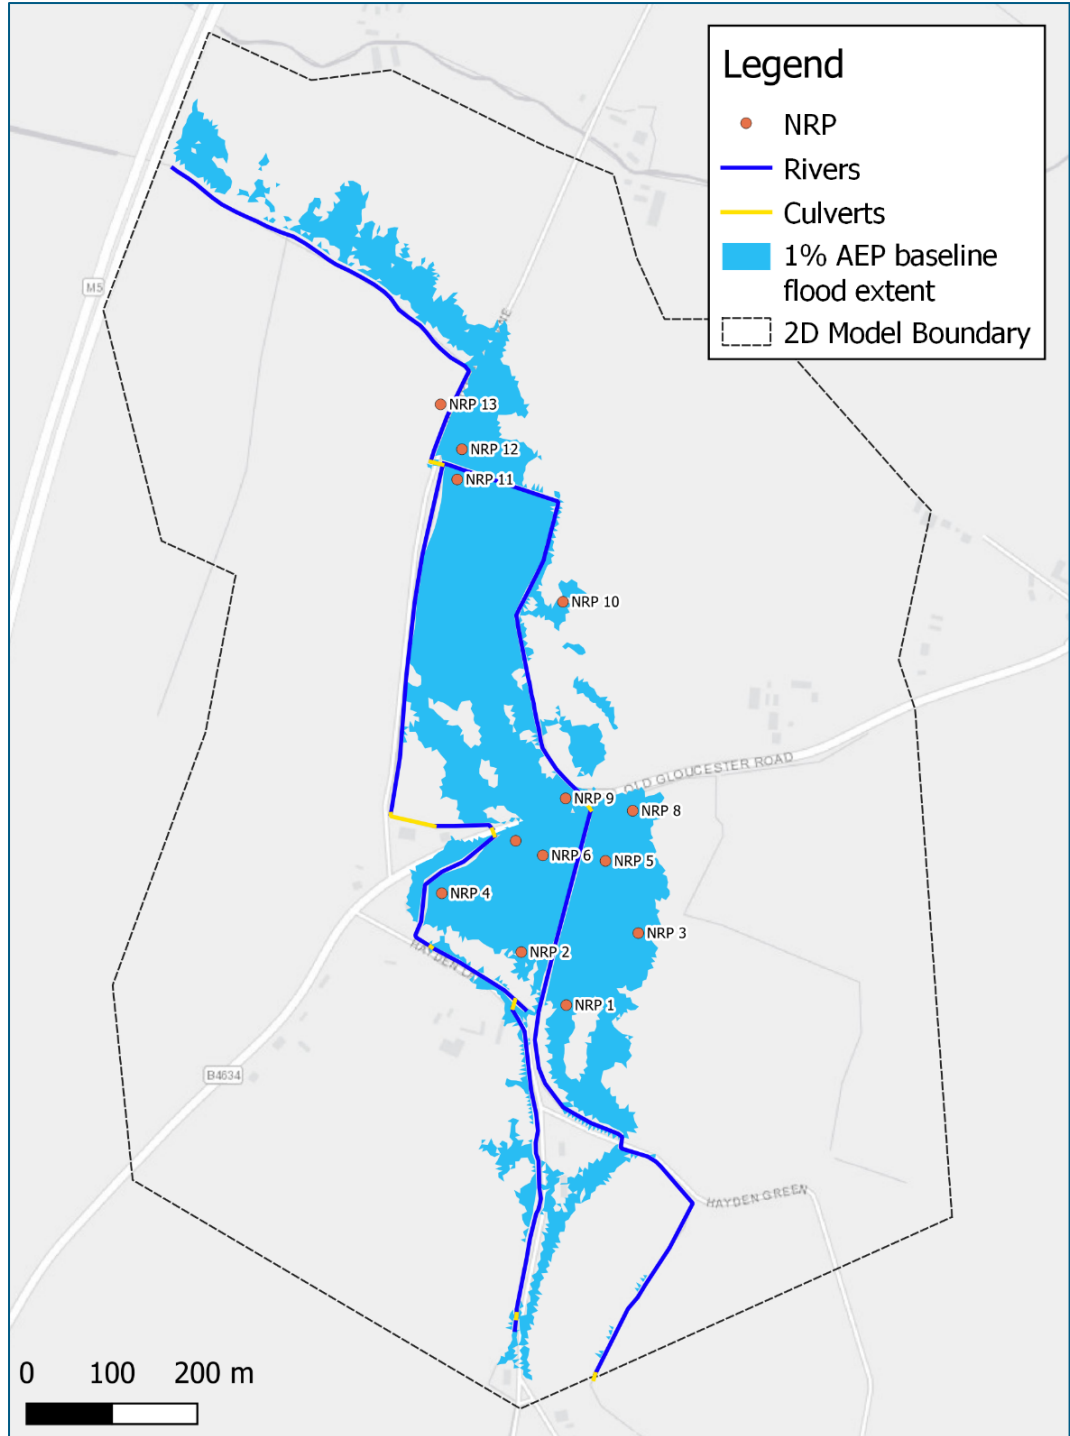 Legend
NRP
Rivers
Culverts
1% AEP baseline
flood extent
2D Model Boundary
M5
NRP 13
NRP 12
NRP 11
NRP 10
OLD GLOUCESTER ROAD
NRP 9
NRP 8
NRP 6
NRP 5
NRP 4
NRP 3
NRP 2
NRP 1
B4634
HAYDEN GREEN
0 100 200 m